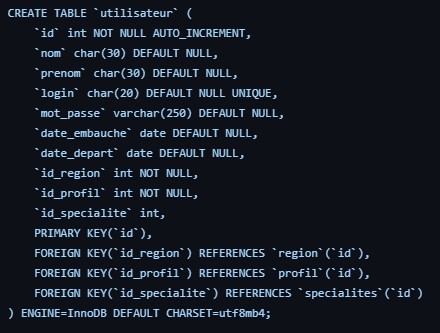 CREATE TABLE `utilisateur` (
`id` int NOT NULL AUTO_INCREMENT,
`nom` char(30) DEFAULT NULL,
`prenom` char(30) DEFAULT NULL,
`login` char(20) DEFAULT NULL UNIQUE,
`mot_passe` varchar(250) DEFAULT NULL,
`date_embauche` date DEFAULT NULL,
`date_depart` date DEFAULT NULL,
`id_region` int NOT NULL,
`id_profil` int NOT NULL,
`id_specialite` int,
PRIMARY KEY(`id`),
FOREIGN KEY(`id_region`) REFERENCES `region`(`id`),
FOREIGN KEY(`id_profil`) REFERENCES `profil`(`id`),
FOREIGN KEY(`id_specialite`) REFERENCES `specialites`(`id`)
) ENGINE=InnoDB DEFAULT CHARSET=utf8mb4;